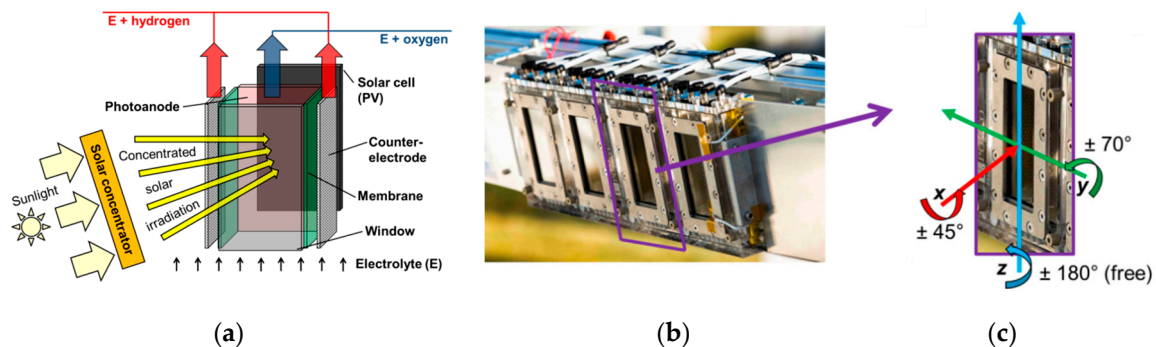 E + hydrogen
E + oxygen
Solar cell
(PV)
Photoanode
Counter-
electrode
Concentrated
solar
irradiation
Sunlight
Solar concentrator
Membrane
Window
Electrolyte (E)
± 70°
y
x
± 45°
z
± 180° (free)
(a)
(b)
(c)